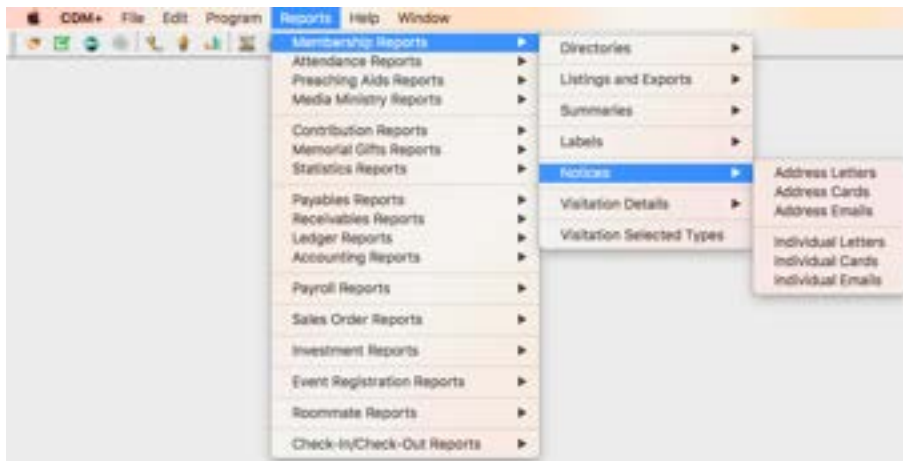 CDM+ File Edit Program Reports Help Window
Membership Reports
Attendance Reports
Preaching Aids Reports
Media Ministry Reports
Contribution Reports
Memorial Gifts Reports
Statistics Reports
Payables Reports
Receivables Reports
Ledger Reports
Accounting Reports
Payroll Reports
Sales Order Reports
Investment Reports
Event Registration Reports
Roommate Reports
Check-In/Check-Out Reports
Directories
Listings and Exports
Summaries
Labels
Notices
Visitation Details
Visitation Selected Types
Address Letters
Address Cards
Address Emails
Individual Letters
Individual Cards
Individual Emails